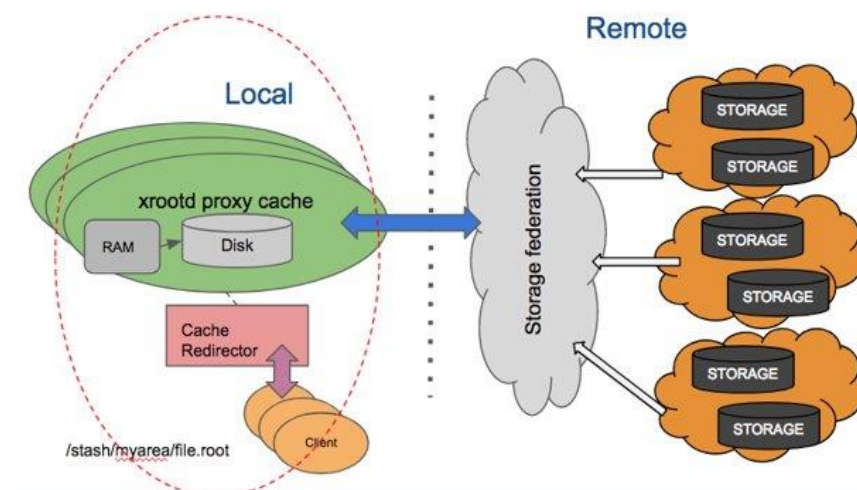 Remote
Local
xrootd proxy cache
RAM
Disk
Cache
Redirector
Client
/stash/myarea/file.root
Storage federation
STORAGE
STORAGE
STORAGE
STORAGE
STORAGE
STORAGE